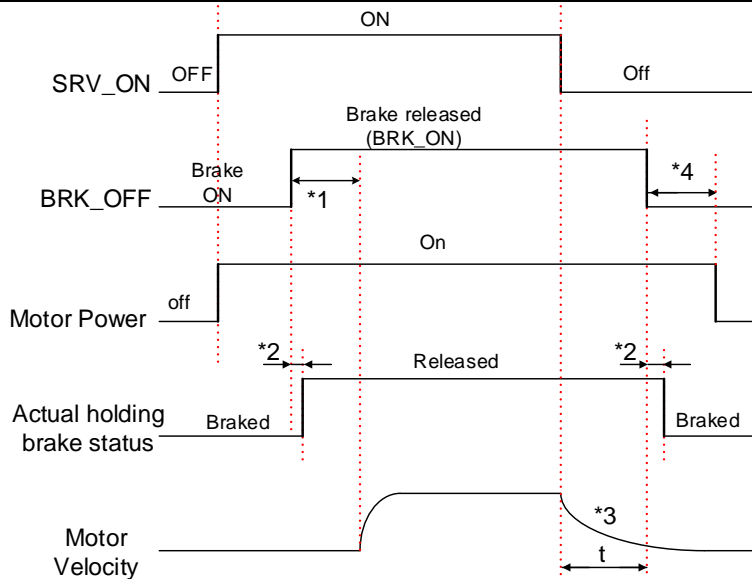 ON
SRV_ON
OFF
Off
Brake released
(BRK_ON)
Brake
ON
BRK_OFF
*1
*4
On
off
Motor Power
*2
Released
*2
Actual holding
brake status
Braked
Braked
*3
Motor
Velocity
t